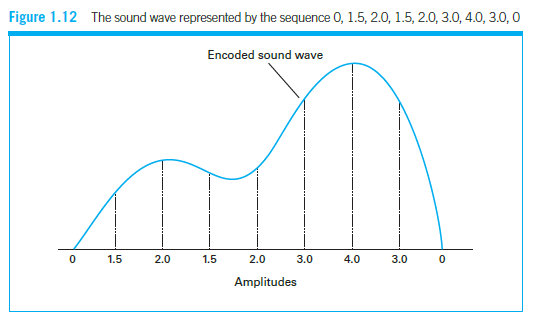 Figure 1.12 The sound wave represented by the sequence 0, 1.5, 2.0, 1.5, 2.0, 3.0, 4.0, 3.0, 0
Encoded sound wave
0 1.5 2.0 1.5 2.0 3.0 4.0 3.0 0
Amplitudes